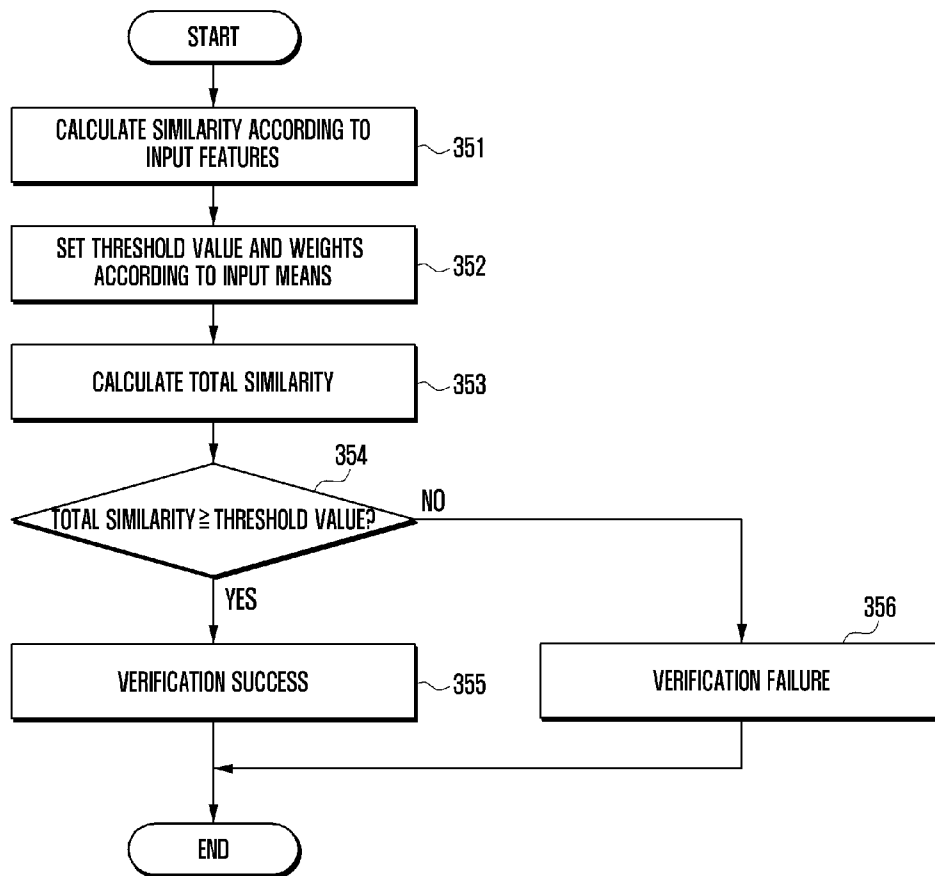 START
CALCULATE SIMILARITY ACCORDING TO
INPUT FEATURES
351
SET THRESHOLD VALUE AND WEIGHTS
ACCORDING TO INPUT MEANS
352
CALCULATE TOTAL SIMILARITY
353
354
TOTAL SIMILARITY ≧ THRESHOLD VALUE?
NO
YES
356
VERIFICATION SUCCESS
355
VERIFICATION FAILURE
END